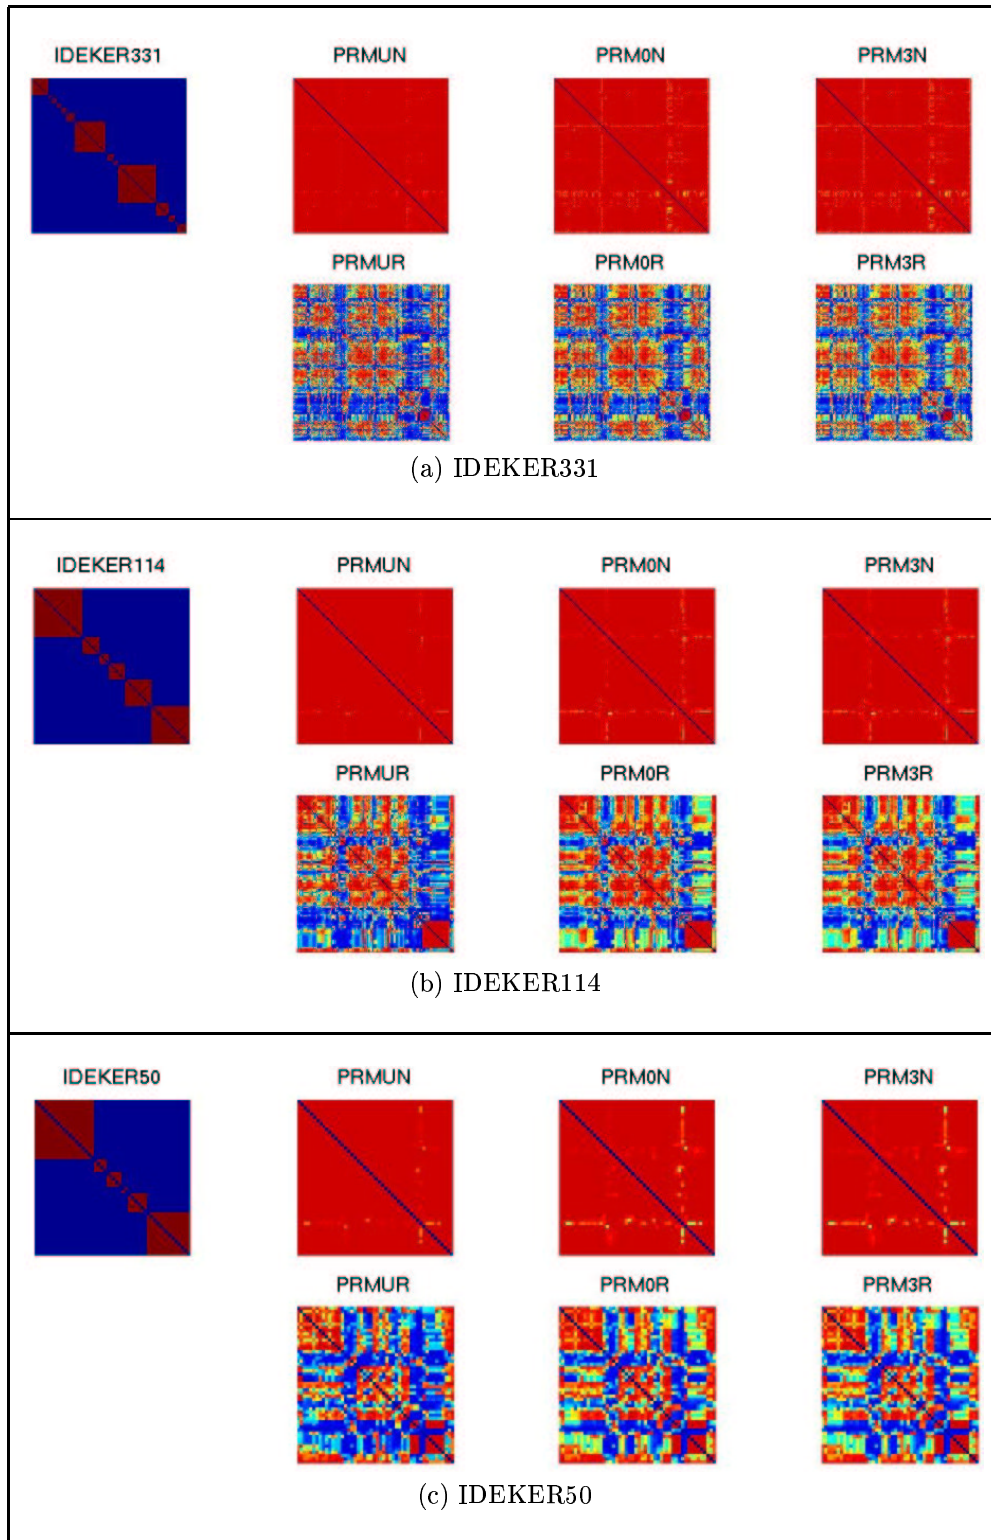 IDEKER331 PRMUN PRM0N PRM3N
PRMUR PRM0R PRM3R
(a) IDEKER331
IDEKER114 PRMUN PRM0N PRM3N
PRMUR PRM0R PRM3R
(b) IDEKER114
IDEKER50 PRMUN PRM0N PRM3N
PRMUR PRM0R PRM3R
(c) IDEKER50